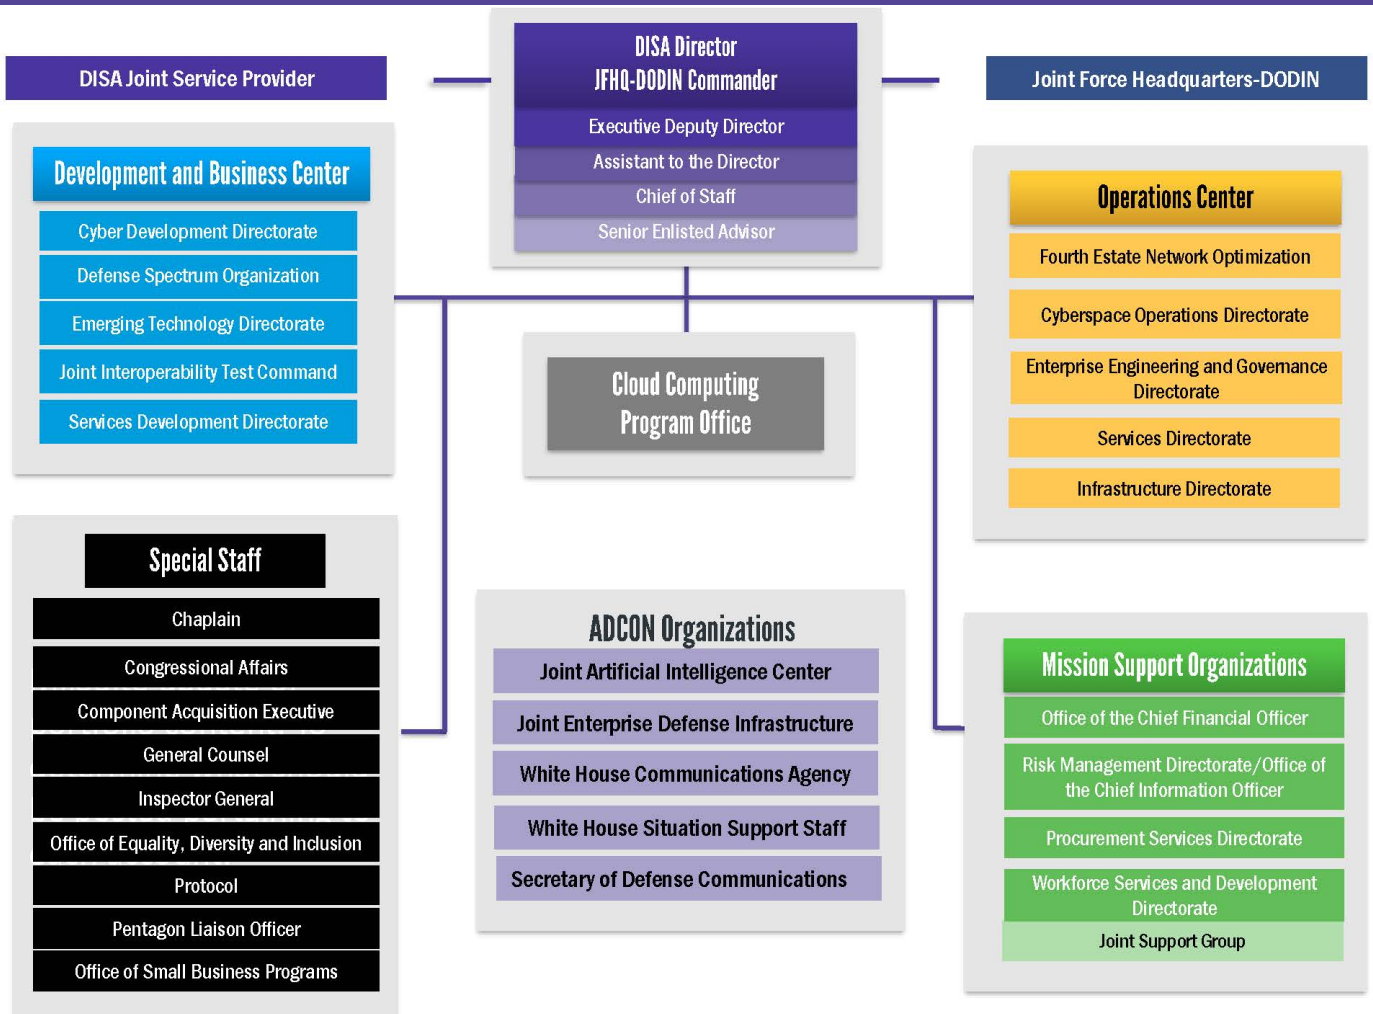 DISA Director
JFHQ-DODIN Commander
Executive Deputy Director
Assistant to the Director
Chief of Staff
Senior Enlisted Advisor
DISA Joint Service Provider
Joint Force Headquarters-DODIN
Development and Business Center
Cyber Development Directorate
Defense Spectrum Organization
Emerging Technology Directorate
Joint Interoperability Test Command
Services Development Directorate
Cloud Computing
Program Office
Operations Center
Fourth Estate Network Optimization
Cyberspace Operations Directorate
Enterprise Engineering and Governance
Directorate
Services Directorate
Infrastructure Directorate
Special Staff
Chaplain
Congressional Affairs
Component Acquisition Executive
General Counsel
Inspector General
Office of Equality, Diversity and Inclusion
Protocol
Pentagon Liaison Officer
Office of Small Business Programs
ADCON Organizations
Joint Artificial Intelligence Center
Joint Enterprise Defense Infrastructure
White House Communications Agency
White House Situation Support Staff
Secretary of Defense Communications
Mission Support Organizations
Office of the Chief Financial Officer
Risk Management Directorate/Office of
the Chief Information Officer
Procurement Services Directorate
Workforce Services and Development
Directorate
Joint Support Group